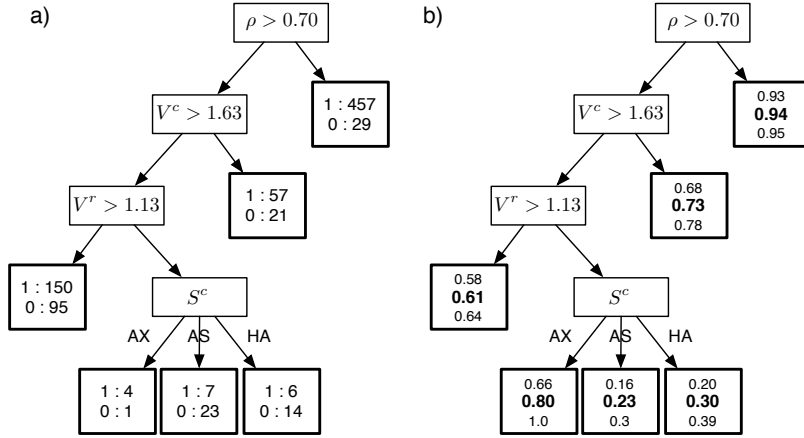 a)
ρ > 0.70
V^c > 1.63
1 : 457
0 : 29
V^r > 1.13
1 : 57
0 : 21
1 : 150
0 : 95
S^c
AX AS HA
1 : 4
0 : 1
1 : 7
0 : 23
1 : 6
0 : 14
b)
ρ > 0.70
V^c > 1.63
0.93
0.94
0.95
V^r > 1.13
0.68
0.73
0.78
0.58
0.61
0.64
S^c
AX AS HA
0.66
0.80
1.0
0.16
0.23
0.3
0.20
0.30
0.39